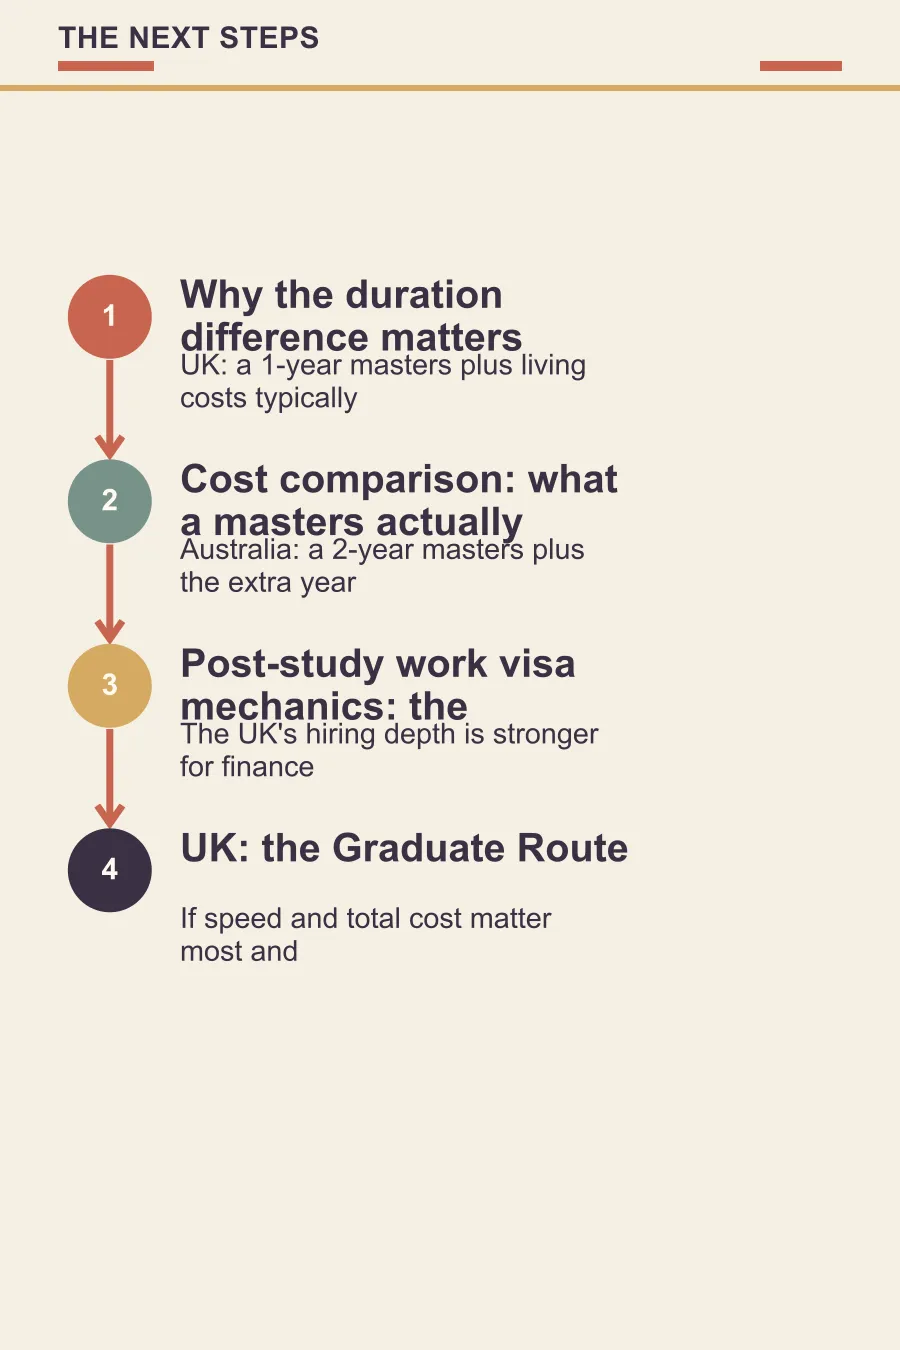 THE NEXT STEPS
1
Why the duration
difference matters
UK: a 1-year masters plus living
costs typically
2
Cost comparison: what
a masters actually
Australia: a 2-year masters plus
the extra year
3
Post-study work visa
mechanics: the
The UK's hiring depth is stronger
for finance
4
UK: the Graduate Route
If speed and total cost matter
most and